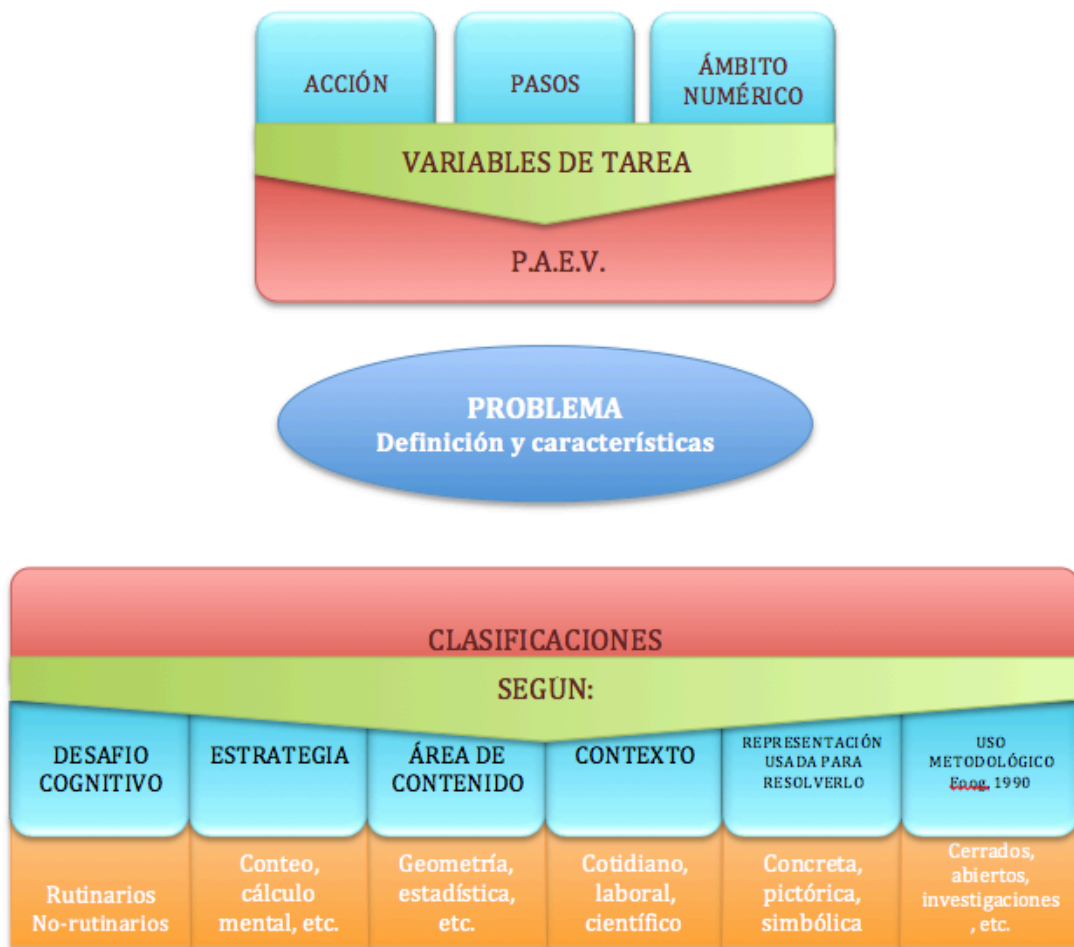 ACCIÓN
PASOS
ÁMBITO
NUMÉRICO
VARIABLES DE TAREA
P.A.E.V.
PROBLEMA
Definición y características
CLASIFICACIONES
SEGÚN:
DESAFIO
COGNITIVO
ESTRATEGIA
ÁREA DE
CONTENIDO
CONTEXTO
REPRESENTACIÓN
USADA PARA
RESOLVERLO
USO
METODOLÓGICO
Foong, 1990
Rutinarios
No-rutinarios
Conteo,
cálculo
mental, etc.
Geometría,
estadística,
etc.
Cotidiano,
laboral,
científico
Concreta,
pictórica,
simbólica
Cerrados,
abiertos,
investigaciones
, etc.